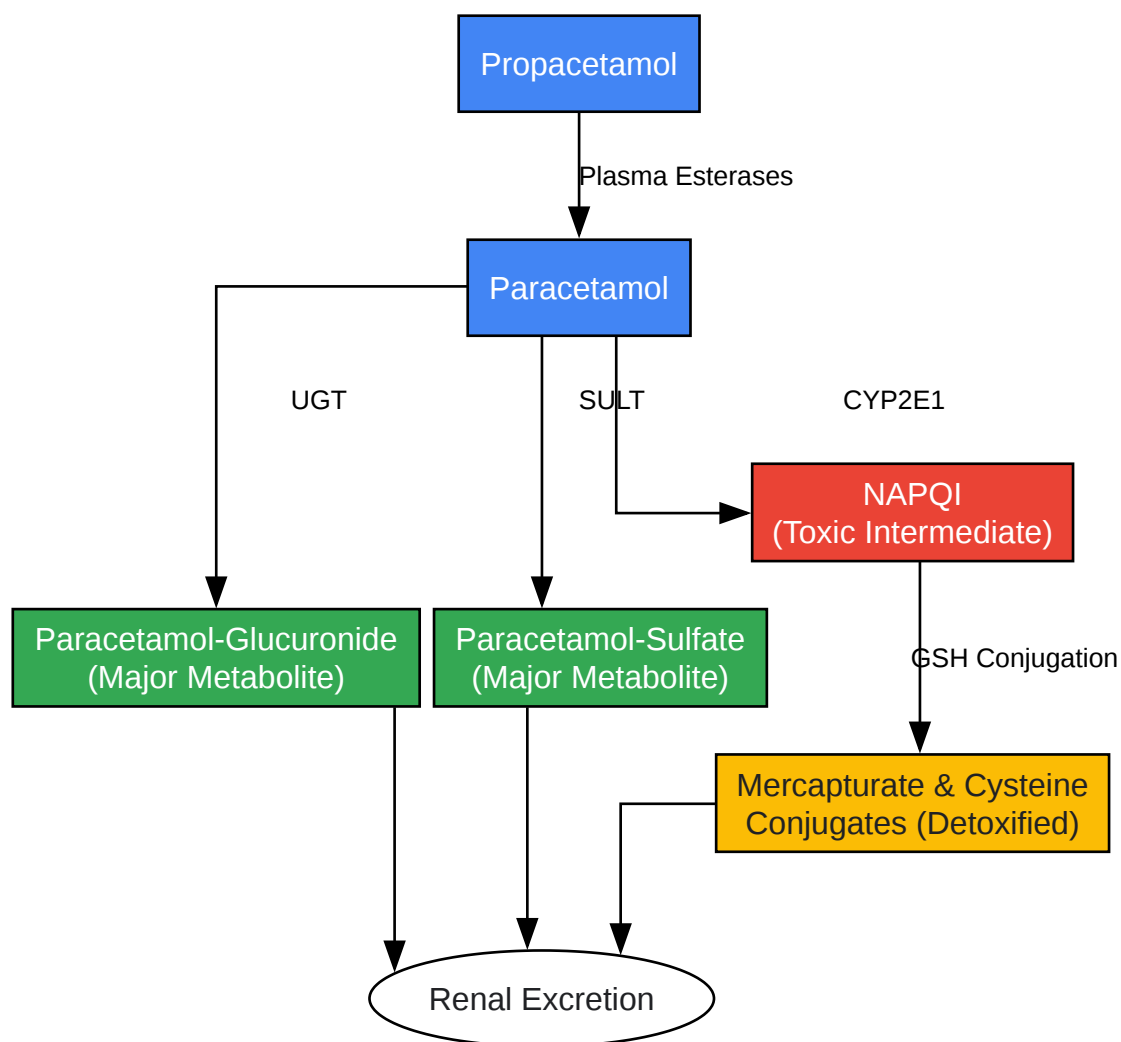 Propacetamol
Plasma Esterases
Paracetamol
UGT
SULT
CYP2E1
NAPQI
(Toxic Intermediate)
Paracetamol-Glucuronide
(Major Metabolite)
Paracetamol-Sulfate
(Major Metabolite)
GSH Conjugation
Mercapturate & Cysteine
Conjugates (Detoxified)
Renal Excretion